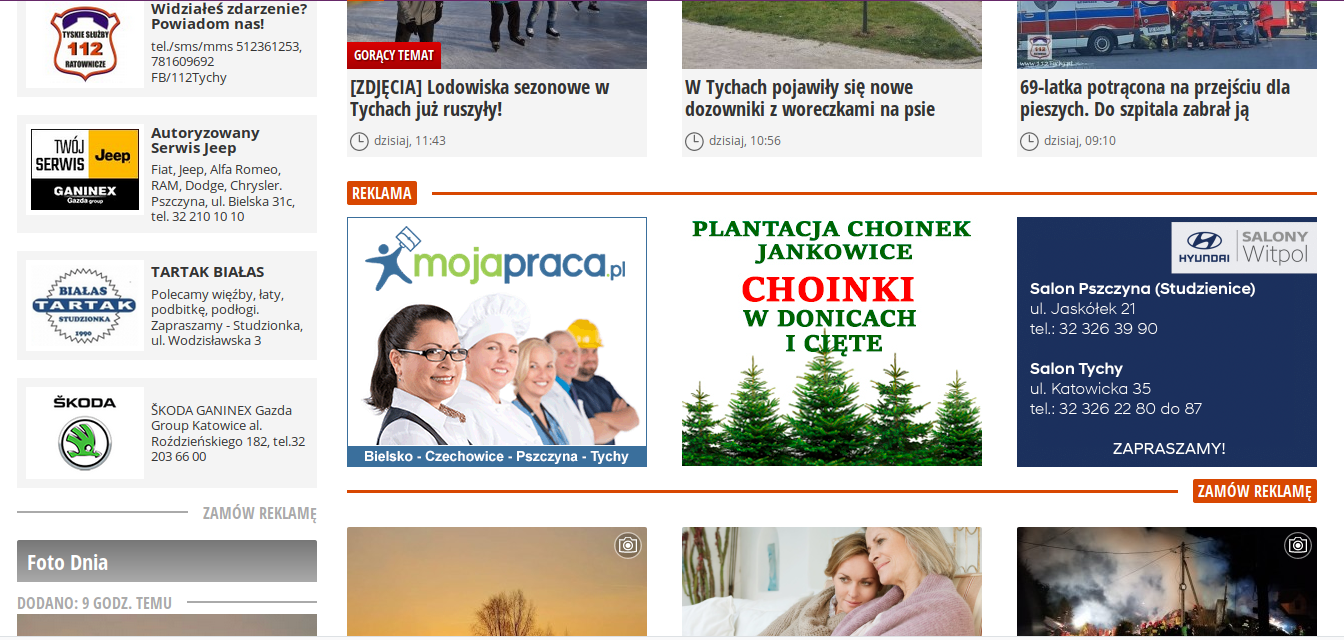 Widziałeś zdarzenie?
Powiadom nas!
tel./sms/mms 512361253,
781609692
FB/112Tychy
TYSKIE SŁUŻBY
112
RATOWNICZE
TWÓJ
SERWIS
Jeep
GANINEX
Gazda group
Autoryzowany
Serwis Jeep
Fiat, Jeep, Alfa Romeo,
RAM, Dodge, Chrysler.
Pszczyna, ul. Bielska 31c,
tel. 32 210 10 10
BIAŁAS
TARTAK
STUDZIONKA
1990
TARTAK BIAŁAS
Polecamy więźby, łaty,
podbitkę, podłogi.
Zapraszamy - Studzionka,
ul. Wodzisławska 3
ŠKODA
ŠKODA GANINEX Gazda
Group Katowice al.
Roździeńskiego 182, tel.32
203 66 00
ZAMÓW REKLAMĘ
Foto Dnia
DODANO: 9 GODZ. TEMU
GORĄCY TEMAT
[ZDJĘCIA] Lodowiska sezonowe w
Tychach już ruszyły!
dzisiaj, 11:43
W Tychach pojawiły się nowe
dozowniki z woreczkami na psie
dzisiaj, 10:56
112
www.112tychy.pl
69-latka potrącona na przejściu dla
pieszych. Do szpitala zabrał ją
dzisiaj, 09:10
REKLAMA
mojapraca.pl
Bielsko - Czechowice - Pszczyna - Tychy
PLANTACJA CHOINEK
JANKOWICE
CHOINKI
W DONICACH
I CIĘTE
HYUNDAI
SALONY
Witpol
Salon Pszczyna (Studzienice)
ul. Jaskółek 21
tel.: 32 326 39 90
Salon Tychy
ul. Katowicka 35
tel.: 32 326 22 80 do 87
ZAPRASZAMY!
ZAMÓW REKLAMĘ